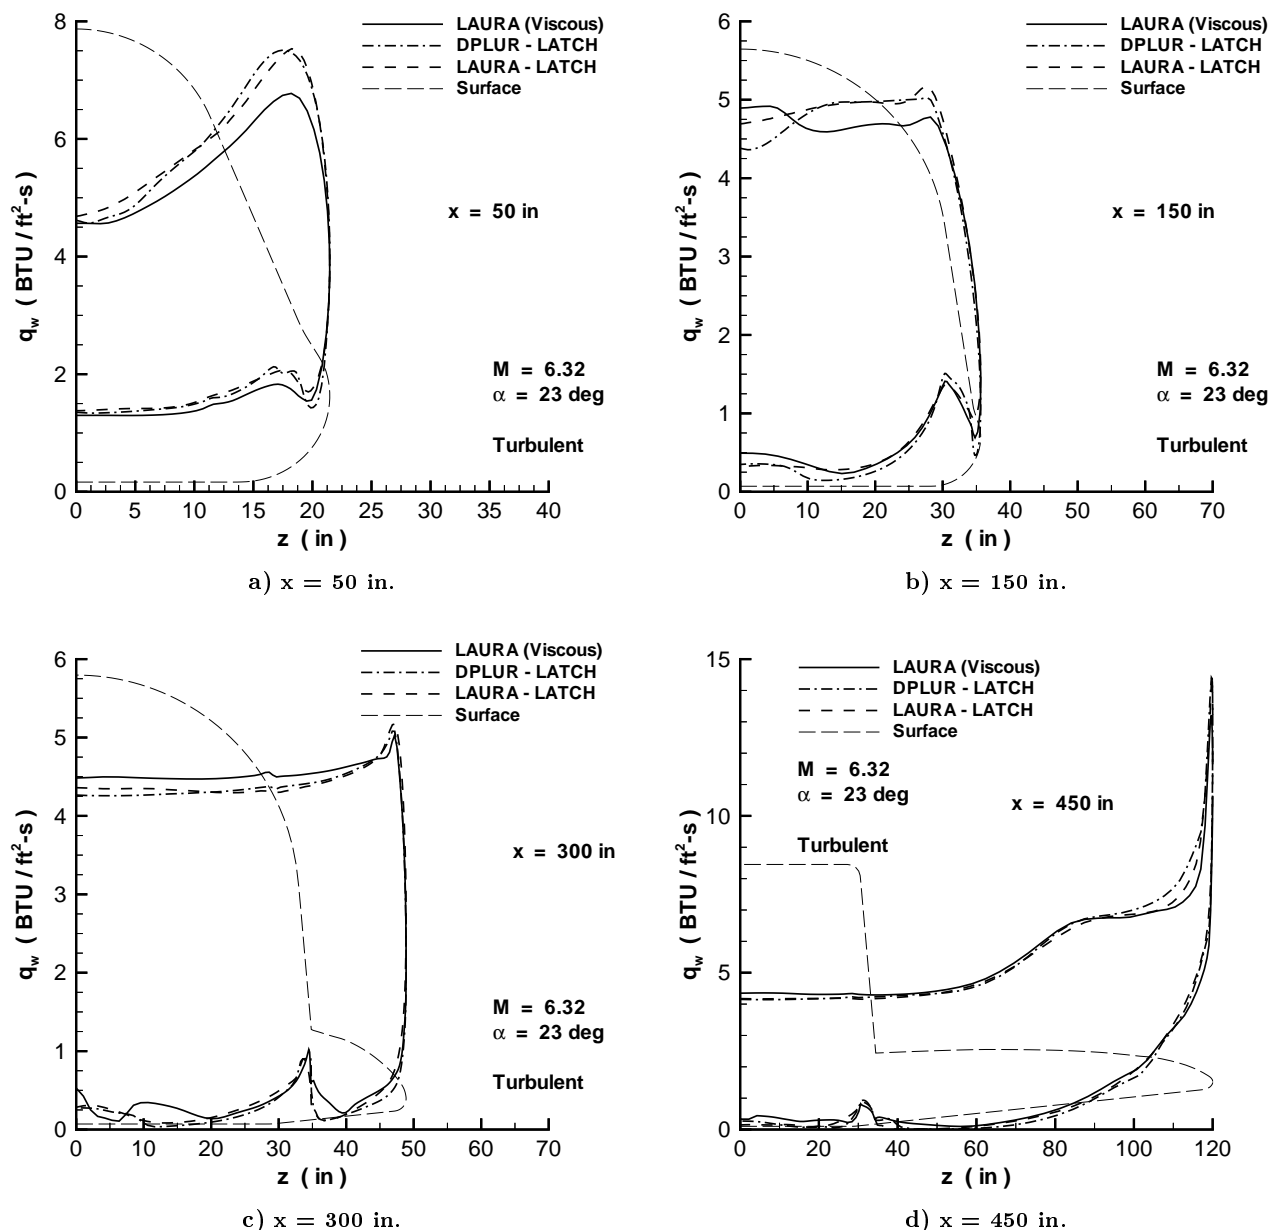 8
6
4
2
0
q_w ( BTU / ft²-s )
LAURA (Viscous)
DPLUR - LATCH
LAURA - LATCH
Surface
x = 50 in
M = 6.32
α = 23 deg
Turbulent
0 5 10 15 20 25 30 35 40
z ( in )
a) x = 50 in.
6
5
4
3
2
1
0
q_w ( BTU / ft²-s )
LAURA (Viscous)
DPLUR - LATCH
LAURA - LATCH
Surface
x = 150 in
M = 6.32
α = 23 deg
Turbulent
0 10 20 30 40 50 60 70
z ( in )
b) x = 150 in.
6
5
4
3
2
1
0
q_w ( BTU / ft²-s )
LAURA (Viscous)
DPLUR - LATCH
LAURA - LATCH
Surface
x = 300 in
M = 6.32
α = 23 deg
Turbulent
0 10 20 30 40 50 60 70
z ( in )
c) x = 300 in.
15
10
5
0
q_w ( BTU / ft²-s )
LAURA (Viscous)
DPLUR - LATCH
LAURA - LATCH
Surface
M = 6.32
α = 23 deg
x = 450 in
Turbulent
0 20 40 60 80 100 120
z ( in )
d) x = 450 in.